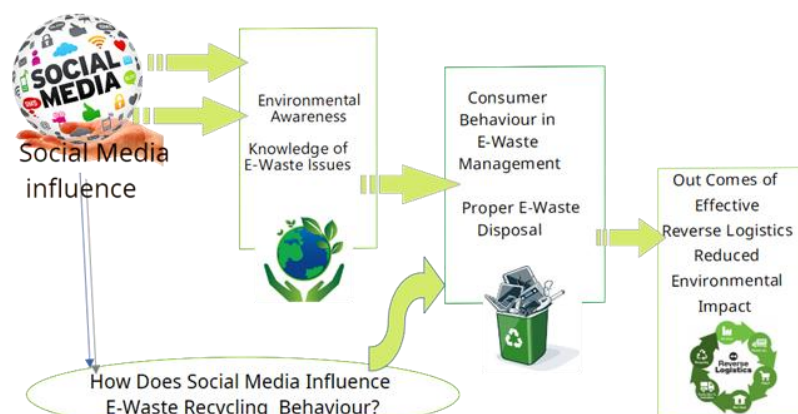 SOCIAL
MEDIA
Social Media
influence
Environmental
Awareness
Knowledge of
E-Waste Issues
Consumer
Behaviour in
E-Waste
Management
Proper E-Waste
Disposal
Out Comes of
Effective
Reverse Logistics
Reduced
Environmental
Impact
Reverse
Logistics
How Does Social Media Influence
E-Waste Recycling Behaviour?